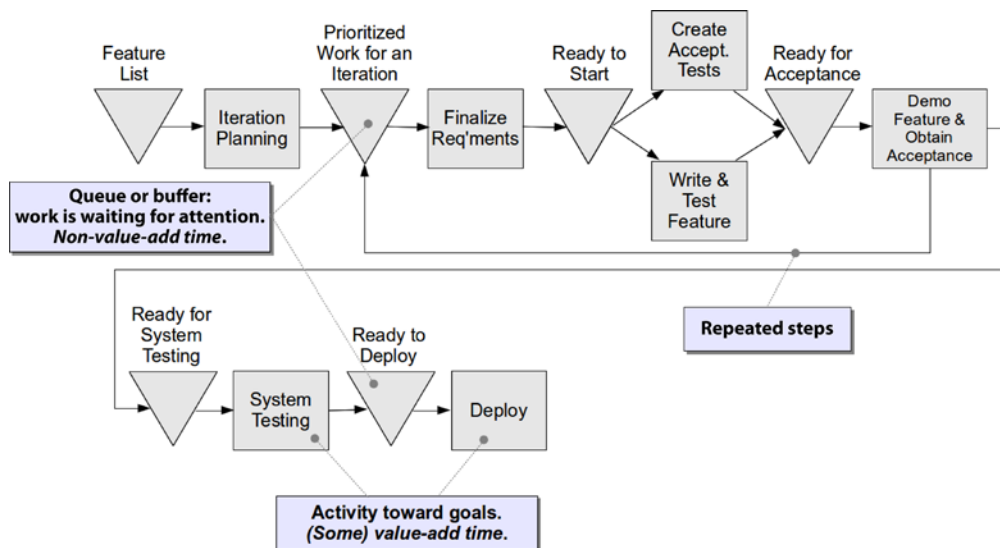 Feature
List
Iteration
Planning
Prioritized
Work for an
Iteration
Finalize
Req'ments
Ready to
Start
Create
Accept.
Tests
Write &
Test
Feature
Ready for
Acceptance
Demo
Feature &
Obtain
Acceptance
Queue or buffer:
work is waiting for attention.
Non-value-add time.
Repeated steps
Ready for
System
Testing
System
Testing
Ready to
Deploy
Deploy
Activity toward goals.
(Some) value-add time.